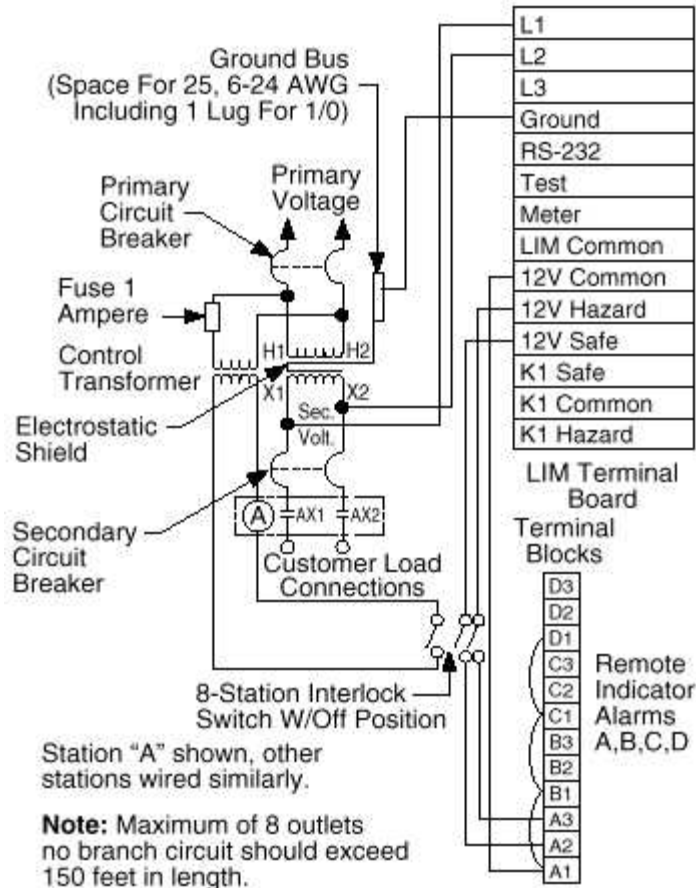 Ground Bus
(Space For 25, 6-24 AWG
Including 1 Lug For 1/0)
Primary
Circuit
Breaker
Primary
Voltage
Fuse 1
Ampere
Control
Transformer
H1
H2
X1
X2
Sec.
Volt.
Electrostatic
Shield
Secondary
Circuit
Breaker
A
AX1
AX2
Customer Load
Connections
8-Station Interlock
Switch W/Off Position
Station “A” shown, other
stations wired similarly.
Note: Maximum of 8 outlets
no branch circuit should exceed
150 feet in length.
L1
L2
L3
Ground
RS-232
Test
Meter
LIM Common
12V Common
12V Hazard
12V Safe
K1 Safe
K1 Common
K1 Hazard
LIM Terminal
Board
Terminal
Blocks
D3
D2
D1
C3
C2
C1
B3
B2
B1
A3
A2
A1
Remote
Indicator
Alarms
A,B,C,D